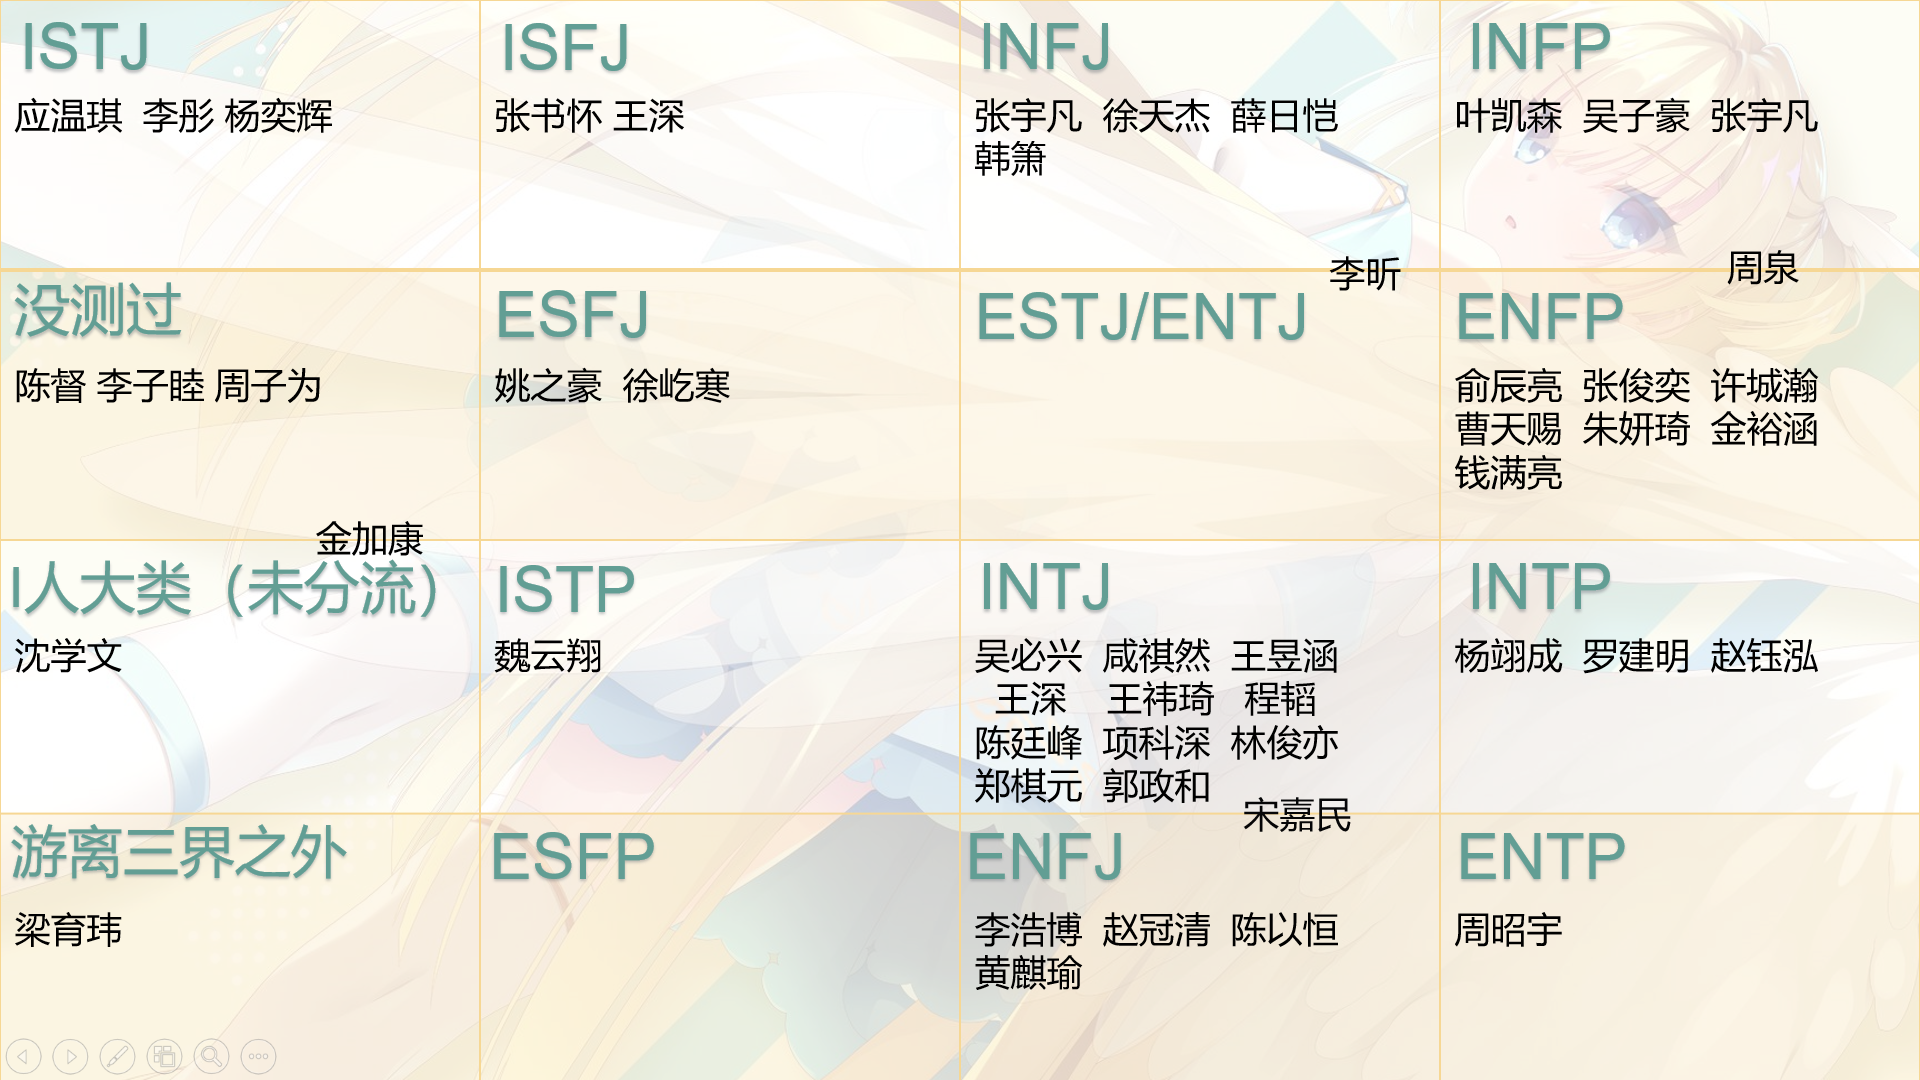 ISTJ
应温琪 李彤 杨奕辉
ISFJ
张书怀 王深
INFJ
张宇凡 徐天杰 薛日恺
韩箫
INFP
叶凯森 吴子豪 张宇凡
李昕
周泉
没测过
陈督 李子睦 周子为
ESFJ
姚之豪 徐屹寒
ESTJ/ENTJ
ENFP
俞辰亮 张俊奕 许城瀚
曹天赐 朱妍琦 金裕涵
钱满亮
金加康
I人大类（未分流）
沈学文
ISTP
魏云翔
INTJ
吴必兴 咸祺然 王昱涵
王深 王祎琦 程韬
陈廷峰 项科深 林俊亦
郑棋元 郭政和
宋嘉民
INTP
杨翊成 罗建明 赵钰泓
游离三界之外
梁育玮
ESFP
ENFJ
李浩博 赵冠清 陈以恒
黄麒瑜
ENTP
周昭宇